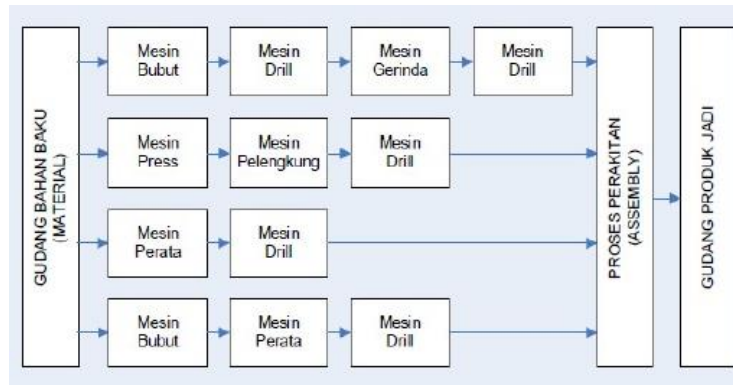 GUDANG BAHAN BAKU
(MATERIAL)
Mesin
Bubut
Mesin
Drill
Mesin
Gerinda
Mesin
Drill
Mesin
Press
Mesin
Pelengkung
Mesin
Drill
Mesin
Perata
Mesin
Drill
Mesin
Bubut
Mesin
Perata
Mesin
Drill
PROSES PERAKITAN
(ASSEMBLY)
GUDANG PRODUK JADI